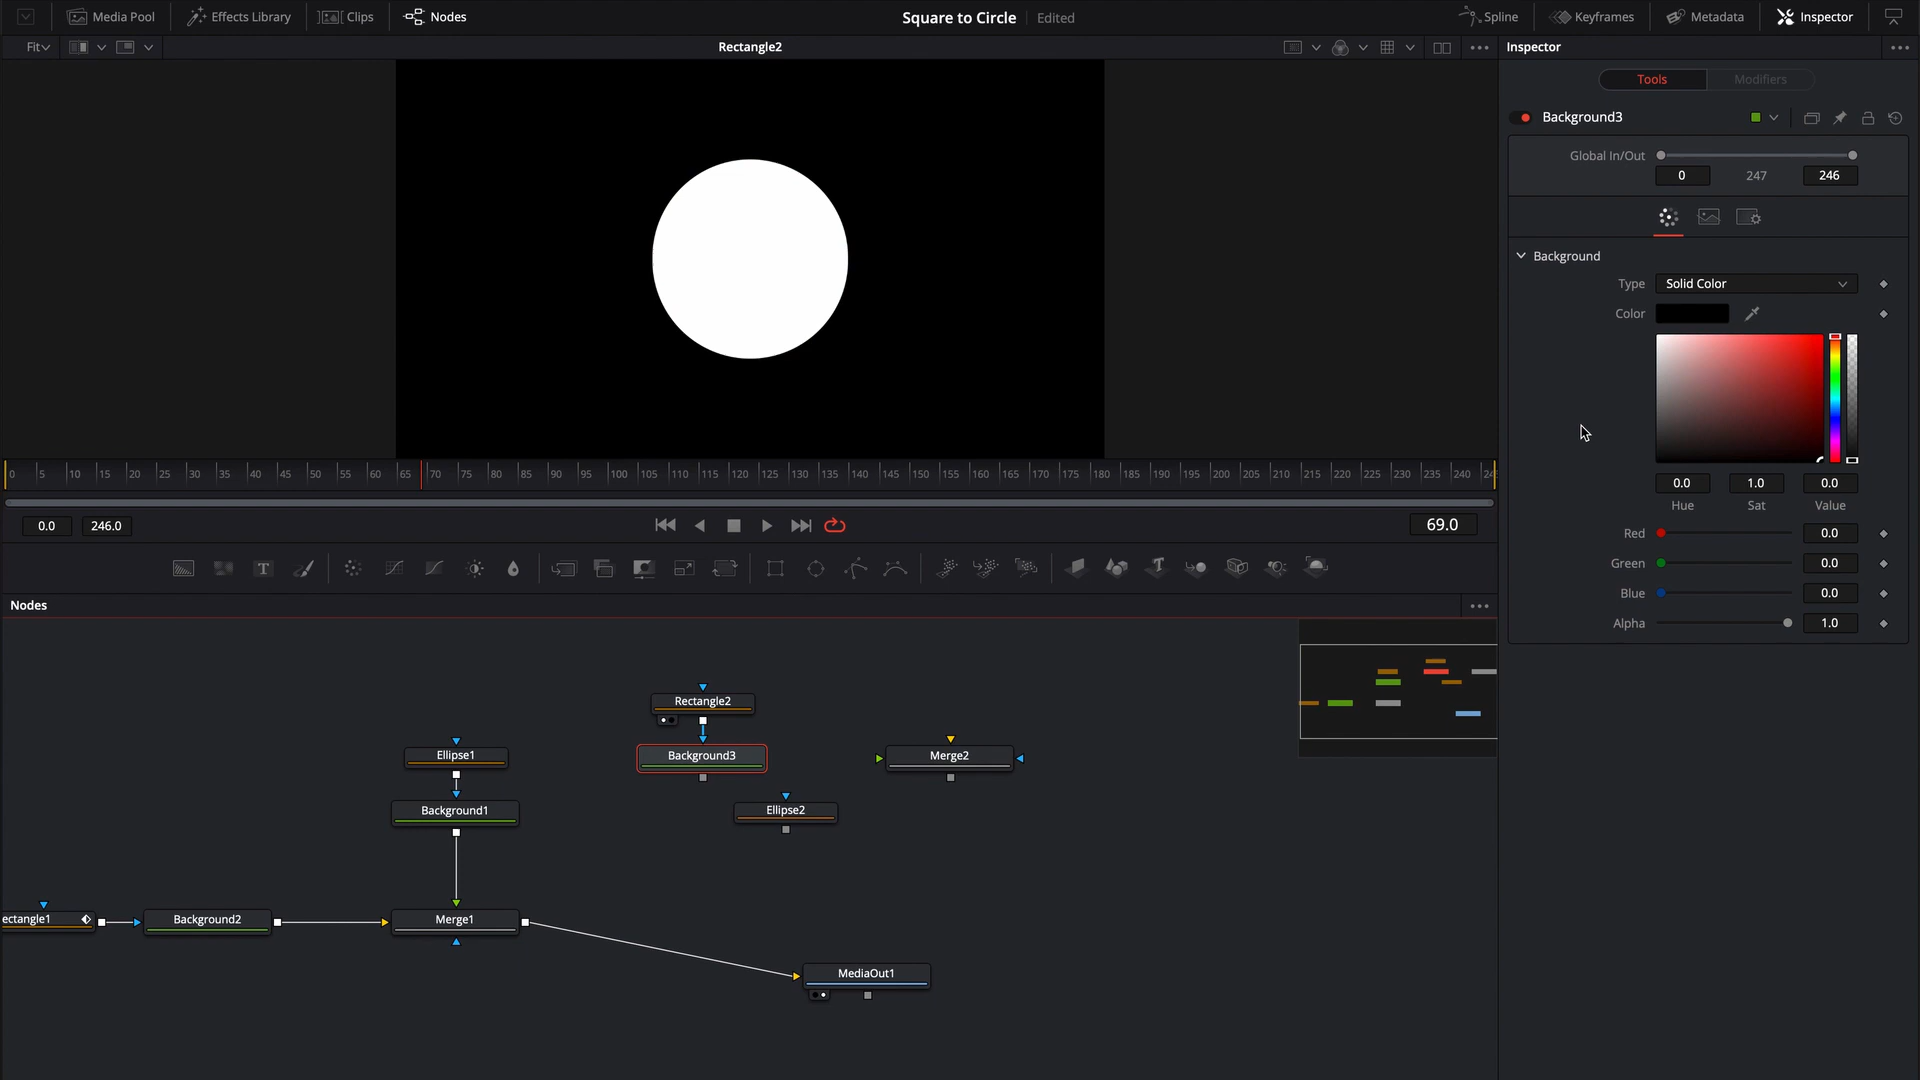 Media Pool Effects Library Clips Nodes Square to Circle Edited Spline Keyframes Metadata Inspector
Fit Rectangle2 Inspector
Tools Modifiers
Background3
Global In/Out
0 247 246
Background
Type Solid Color
Color
0.0 1.0 0.0
Hue Sat Value
Red 0.0
Green 0.0
Blue 0.0
Alpha 1.0
0 5 10 15 20 25 30 35 40 45 50 55 60 65 70 75 80 85 90 95 100 105 110 115 120 125 130 135 140 145 150 155 160 165 170 175 180 185 190 195 200 205 210 215 220 225 230 235 240 24
0.0 246.0 69.0
T
Nodes
Rectangle2
Ellipse1 Background3 Merge2
Background1 Ellipse2
ectangle1 Background2 Merge1
MediaOut1